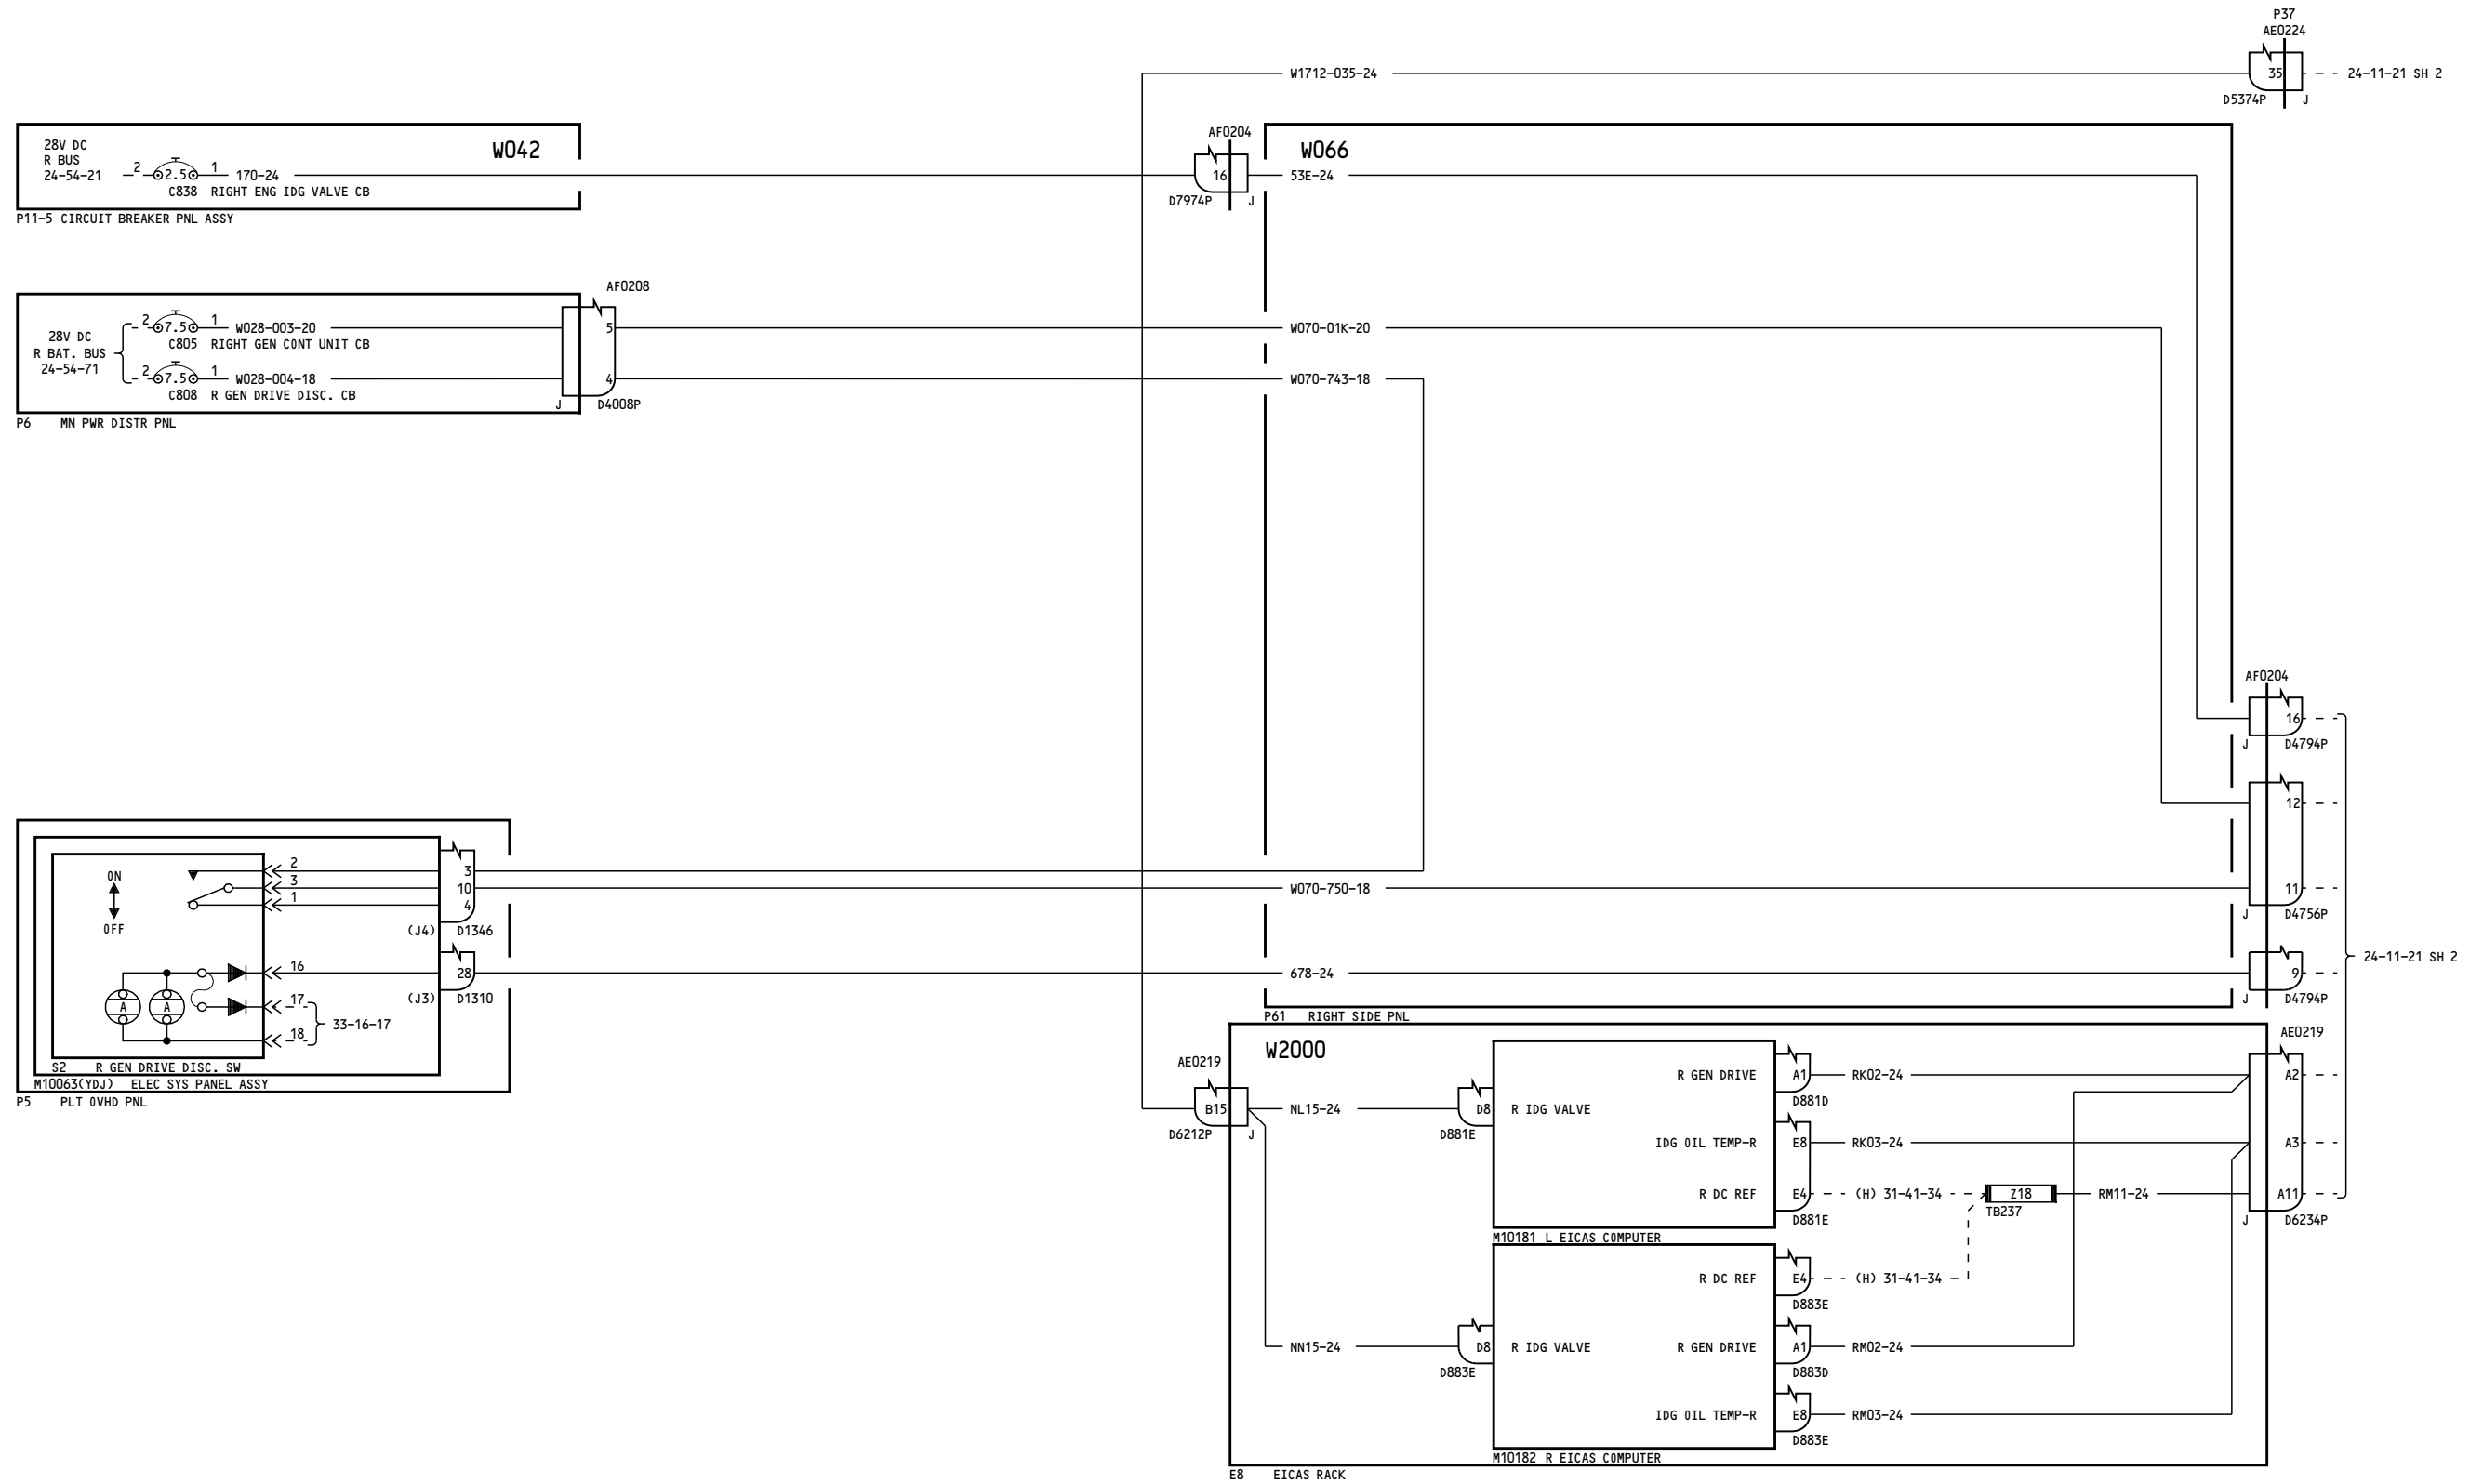 P37
AE0224
W1712-035-24
35
24-11-21 SH 2
D5374P
J
28V DC
R BUS
24-54-21
2
2.5
1
170-24
C838 RIGHT ENG IDG VALVE CB
W042
P11-5 CIRCUIT BREAKER PNL ASSY
AF0204
16
D7974P
J
W066
53E-24
AF0208
28V DC
R BAT. BUS
24-54-71
2
7.5
1
W028-003-20
C805 RIGHT GEN CONT UNIT CB
2
7.5
1
W028-004-18
C808 R GEN DRIVE DISC. CB
5
4
J
D4008P
P6 MN PWR DISTR PNL
W070-01K-20
W070-743-18
AF0204
16
J
D4794P
12
11
J
D4756P
9
J
D4794P
24-11-21 SH 2
ON
OFF
2
3
1
3
10
4
(J4)
D1346
W070-750-18
16
28
(J3)
D1310
678-24
A
A
17
18
33-16-17
S2 R GEN DRIVE DISC. SW
M10063(YDJ) ELEC SYS PANEL ASSY
P5 PLT OVHD PNL
P61 RIGHT SIDE PNL
AE0219
B15
D6212P
J
W2000
NL15-24
D8
D881E
R IDG VALVE
R GEN DRIVE
A1
D881D
RK02-24
IDG OIL TEMP-R
E8
RK03-24
R DC REF
E4
(H) 31-41-34
D881E
Z18
TB237
RM11-24
M10181 L EICAS COMPUTER
AE0219
A2
A3
A11
J
D6234P
R DC REF
E4
(H) 31-41-34
D883E
NN15-24
D8
D883E
R IDG VALVE
R GEN DRIVE
A1
D883D
RM02-24
IDG OIL TEMP-R
E8
D883E
RM03-24
M10182 R EICAS COMPUTER
E8 EICAS RACK